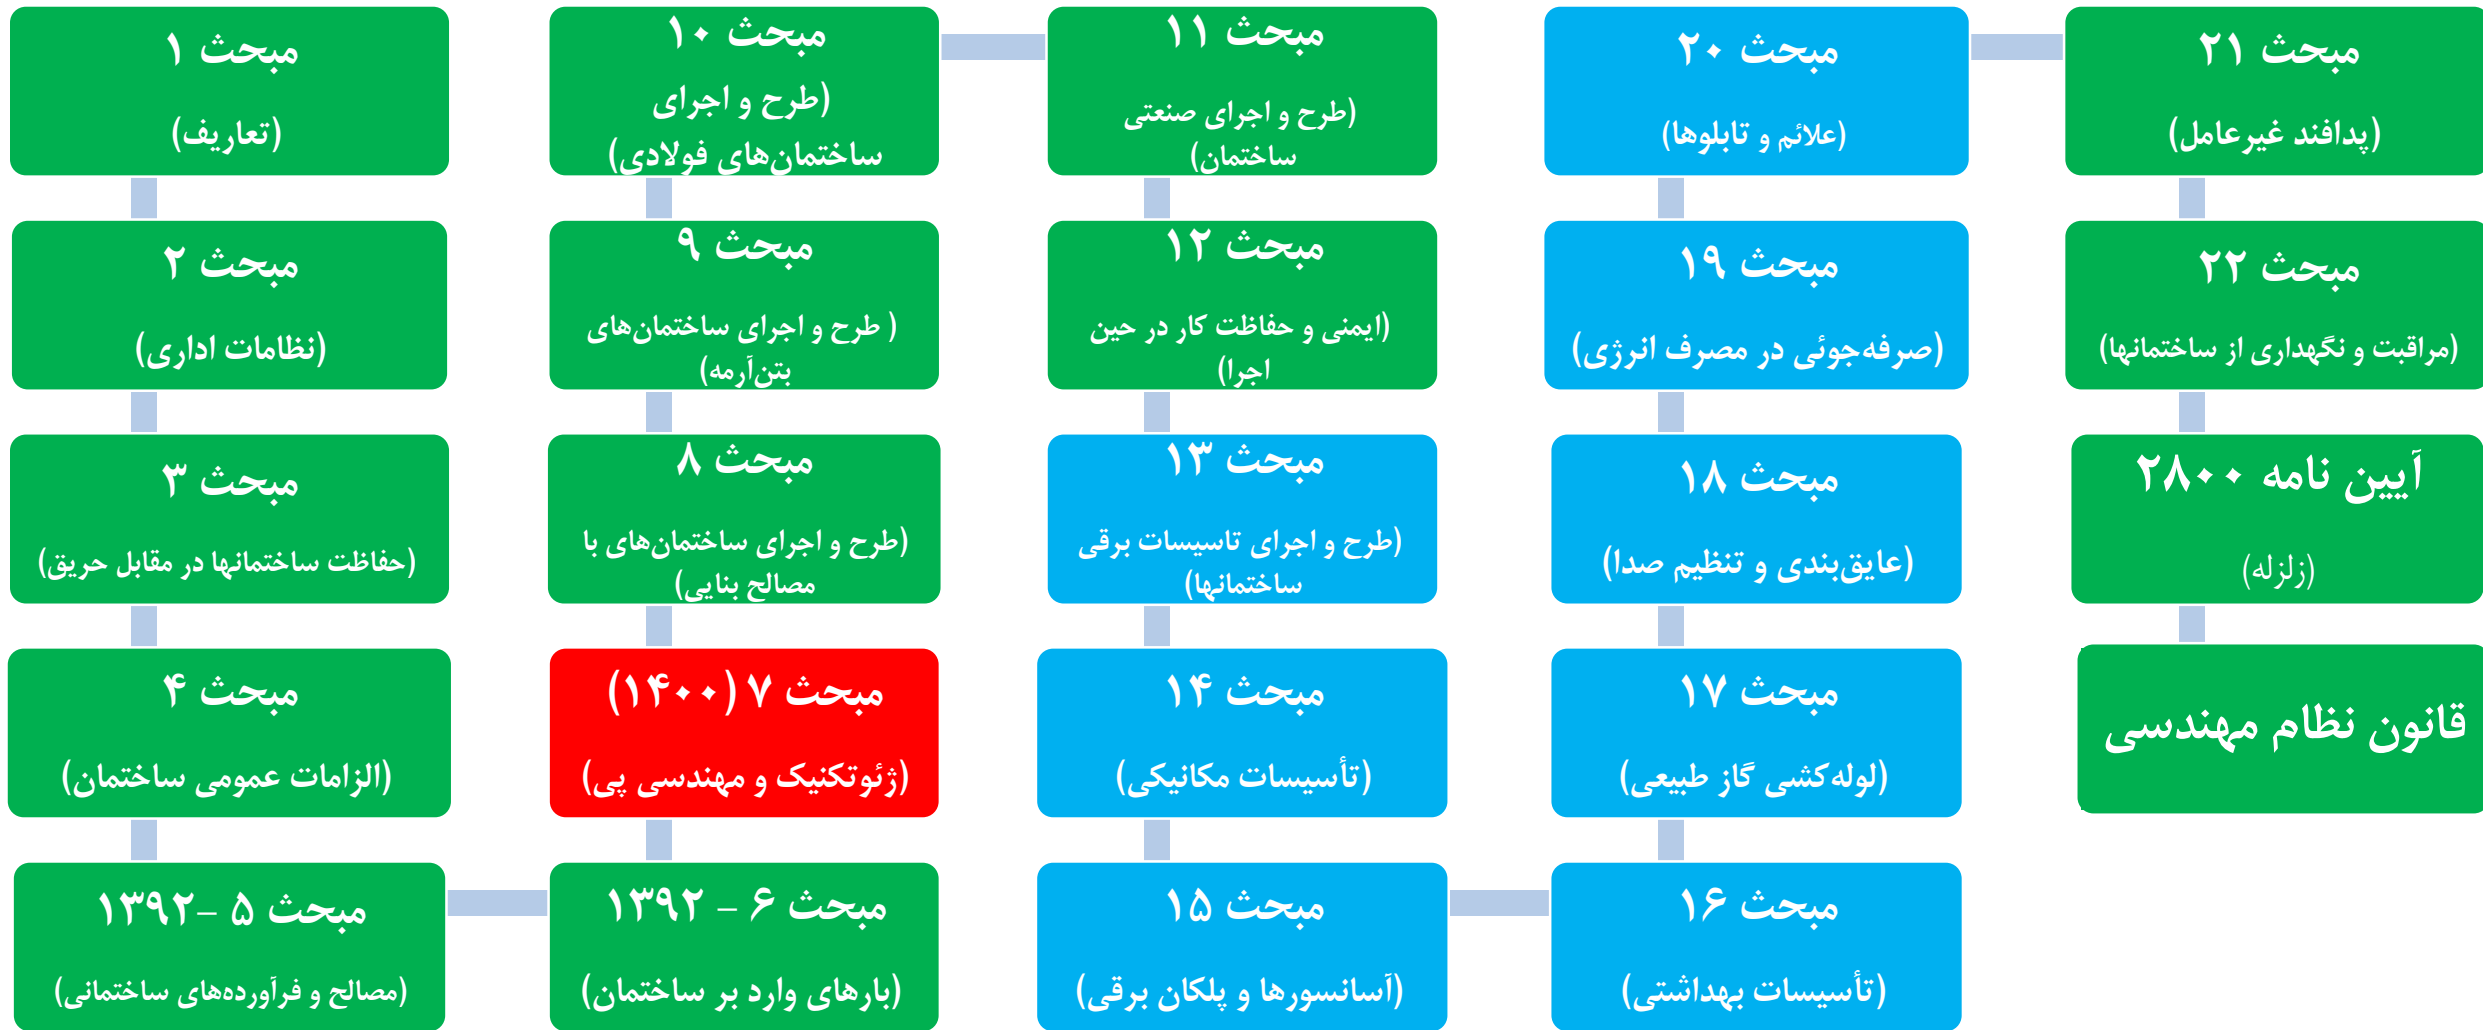 مبحث ۱
(تعاریف)
مبحث ۲
(نظامات اداری)
مبحث ۳
(حفاظت ساختمانها در مقابل حریق)
مبحث ۴
(الزامات عمومی ساختمان)
مبحث ۵ –۱۳۹۲
(مصالح و فرآورده‌های ساختمانی)
مبحث ۶ – ۱۳۹۲
(بارهای وارد بر ساختمان)
مبحث ۷ (۱۴۰۰)
(ژئوتکنیک و مهندسی پی)
مبحث ۸
(طرح و اجرای ساختمان‌های با
مصالح بنایی)
مبحث ۹
( طرح و اجرای ساختمان‌های
بتن‌آرمه)
مبحث ۱۰
(طرح و اجرای
ساختمان‌های فولادی)
مبحث ۱۱
(طرح و اجرای صنعتی
ساختمان)
مبحث ۱۲
(ایمنی و حفاظت کار در حین
اجرا)
مبحث ۱۳
(طرح و اجرای تاسیسات برقی
ساختمانها)
مبحث ۱۴
(تأسیسات مکانیکی)
مبحث ۱۵
(آسانسورها و پلکان برقی)
مبحث ۱۶
(تأسیسات بهداشتی)
مبحث ۱۷
(لوله‌کشی گاز طبیعی)
مبحث ۱۸
(عایق‌بندی و تنظیم صدا)
مبحث ۱۹
(صرفه‌جوئی در مصرف انرژی)
مبحث ۲۰
(علائم و تابلوها)
مبحث ۲۱
(پدافند غیرعامل)
مبحث ۲۲
(مراقبت و نگهداری از ساختمانها)
آیین نامه ۲۸۰۰
(زلزله)
قانون نظام مهندسی